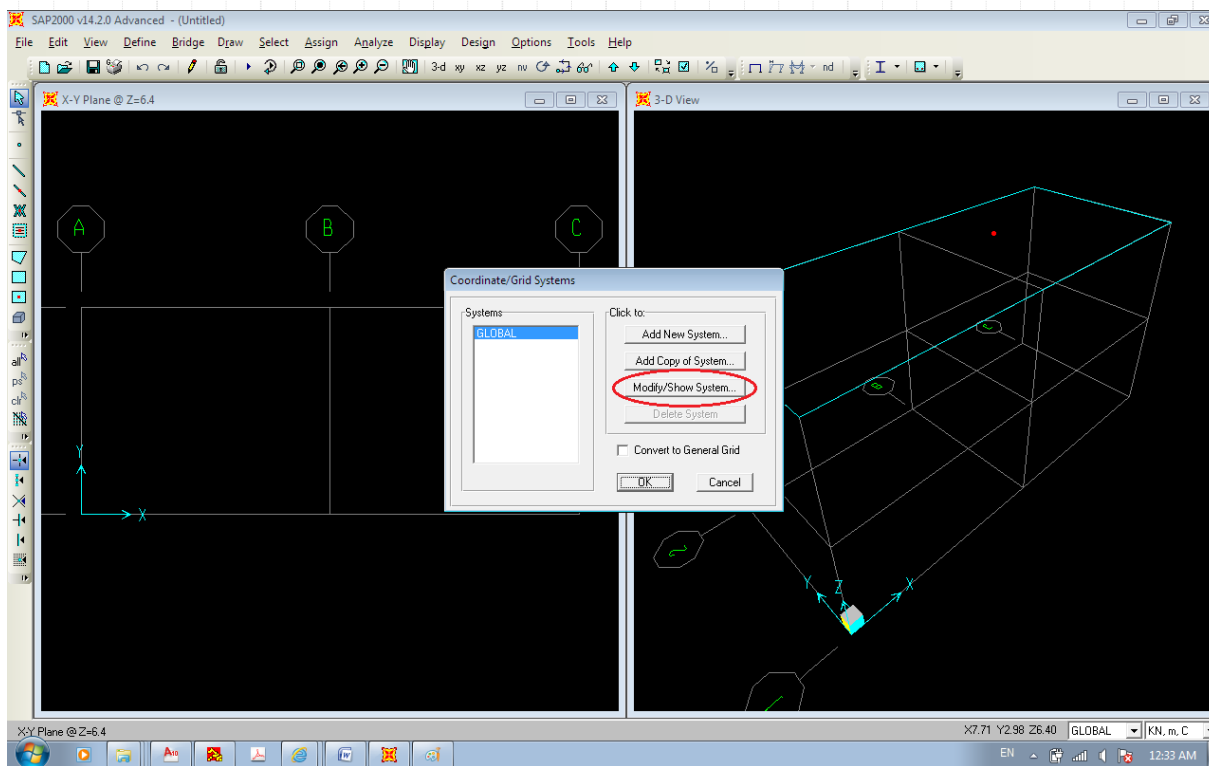 SAP2000 v14.2.0 Advanced - (Untitled)
File Edit View Define Bridge Draw Select Assign Analyze Display Design Options Tools Help
3-d xy xz yz nv nd
X-Y Plane @ Z=6.4
3-D View
A
B
C
Y
X
Coordinate/Grid Systems
Systems
GLOBAL
Click to:
Add New System...
Add Copy of System...
Modify/Show System...
Delete System
Convert to General Grid
OK
Cancel
B
Y
Z
X
all
ps
clr
X-Y Plane @ Z=6.4
X7.71 Y2.98 Z6.40
GLOBAL
KN, m, C
EN
12:33 AM